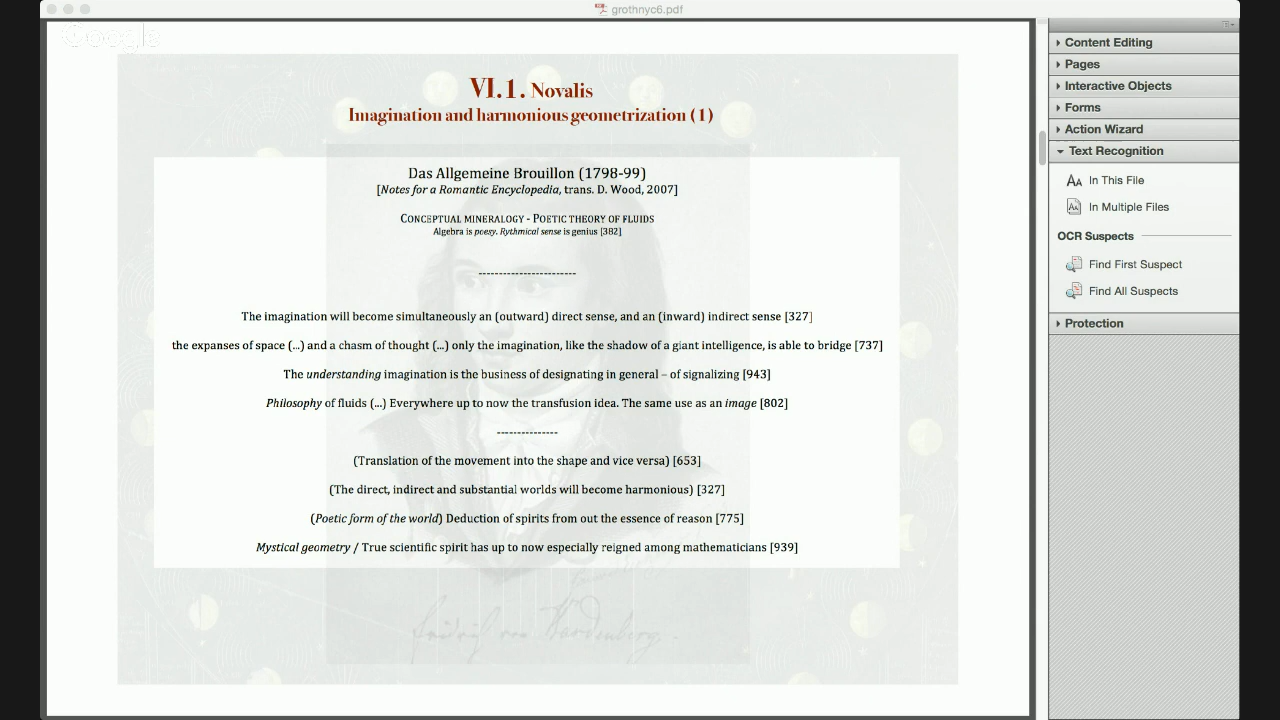 grothnyc6.pdf
Google
VI.1. Novalis
Imagination and harmonious geometrization (1)
Das Allgemeine Brouillon (1798-99)
[Notes for a Romantic Encyclopedia, trans. D. Wood, 2007]
CONCEPTUAL MINERALOGY - POETIC THEORY OF FLUIDS
Algebra is poesy. Rythmical sense is genius [382]
------------------------
The imagination will become simultaneously an (outward) direct sense, and an (inward) indirect sense [327]
the expanses of space (...) and a chasm of thought (...) only the imagination, like the shadow of a giant intelligence, is able to bridge [737]
The understanding imagination is the business of designating in general – of signalizing [943]
Philosophy of fluids (...) Everywhere up to now the transfusion idea. The same use as an image [802]
---------------
(Translation of the movement into the shape and vice versa) [653]
(The direct, indirect and substantial worlds will become harmonious) [327]
(Poetic form of the world) Deduction of spirits from out the essence of reason [775]
Mystical geometry / True scientific spirit has up to now especially reigned among mathematicians [939]
Content Editing
Pages
Interactive Objects
Forms
Action Wizard
Text Recognition
In This File
In Multiple Files
OCR Suspects
Find First Suspect
Find All Suspects
Protection